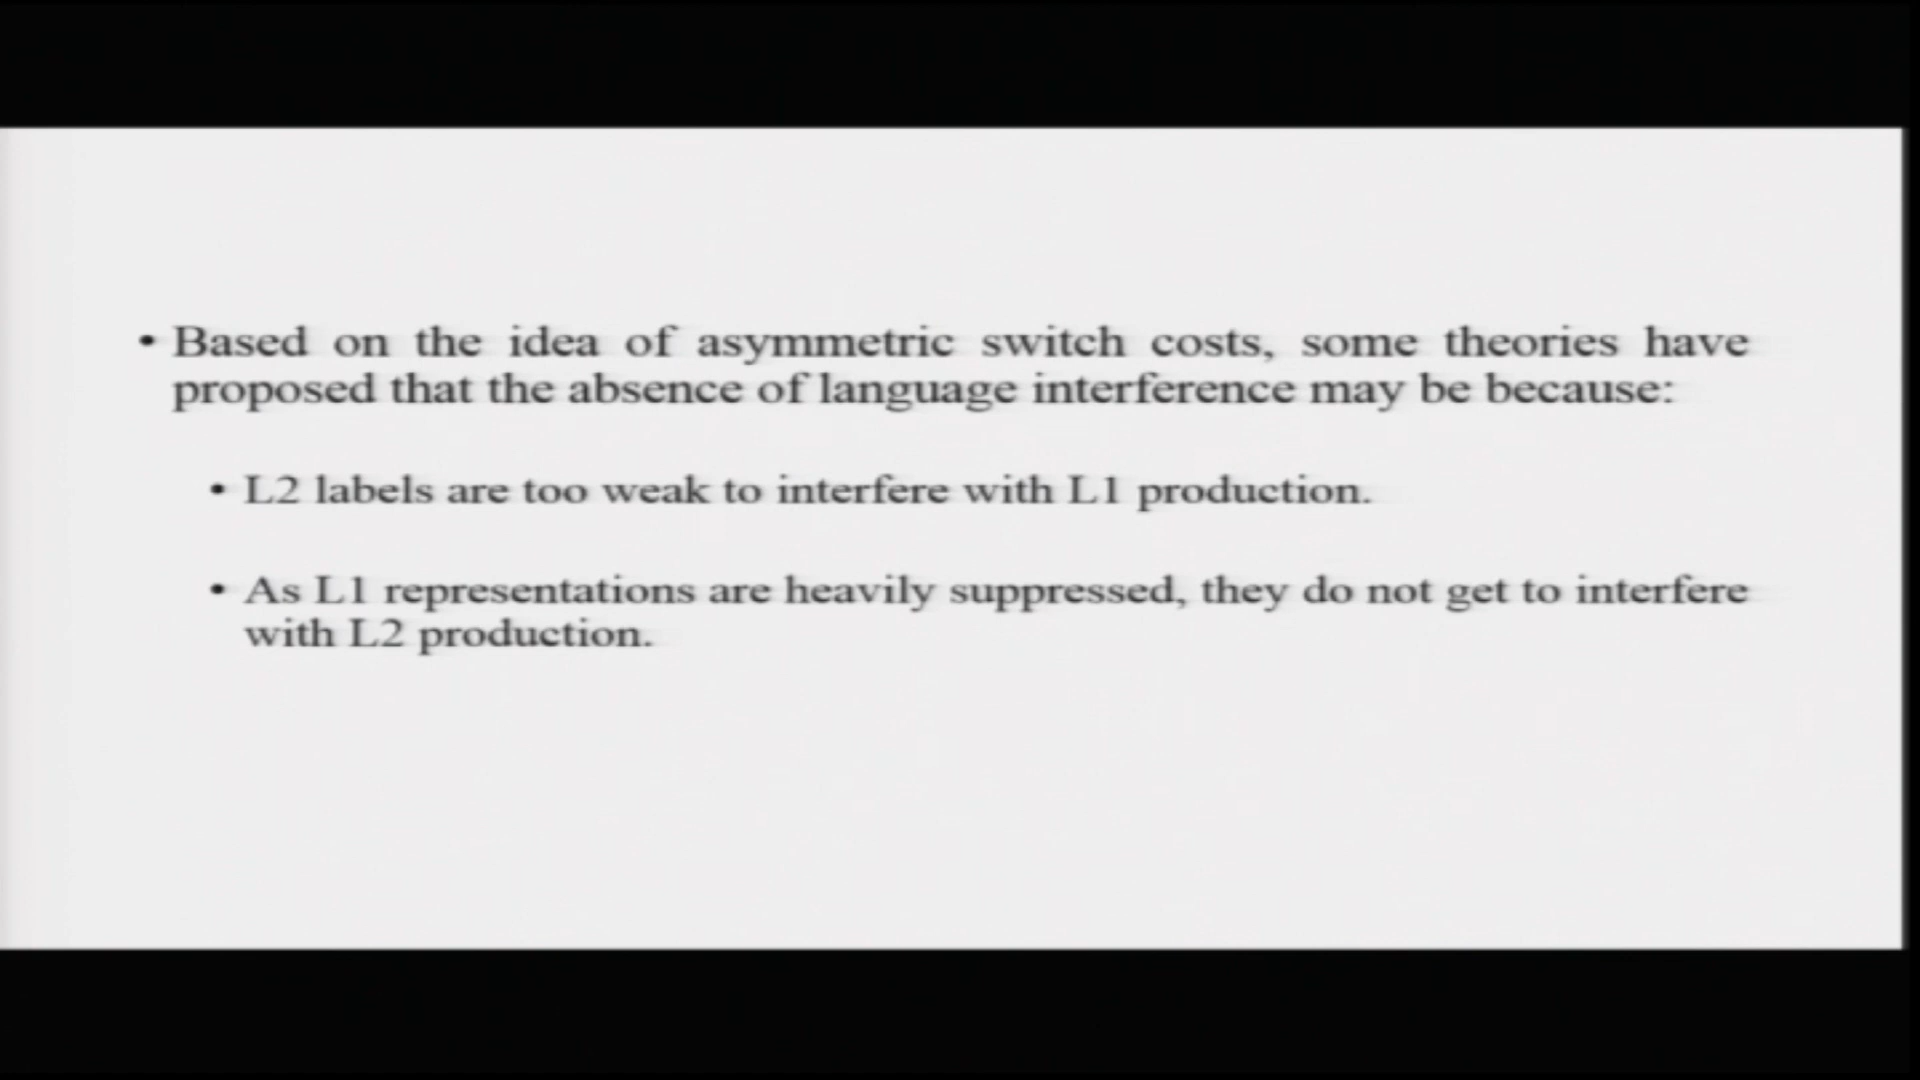 • Based on the idea of asymmetric switch costs, some theories have
proposed that the absence of language interference may be because:
• L2 labels are too weak to interfere with L1 production.
• As L1 representations are heavily suppressed, they do not get to interfere
with L2 production.